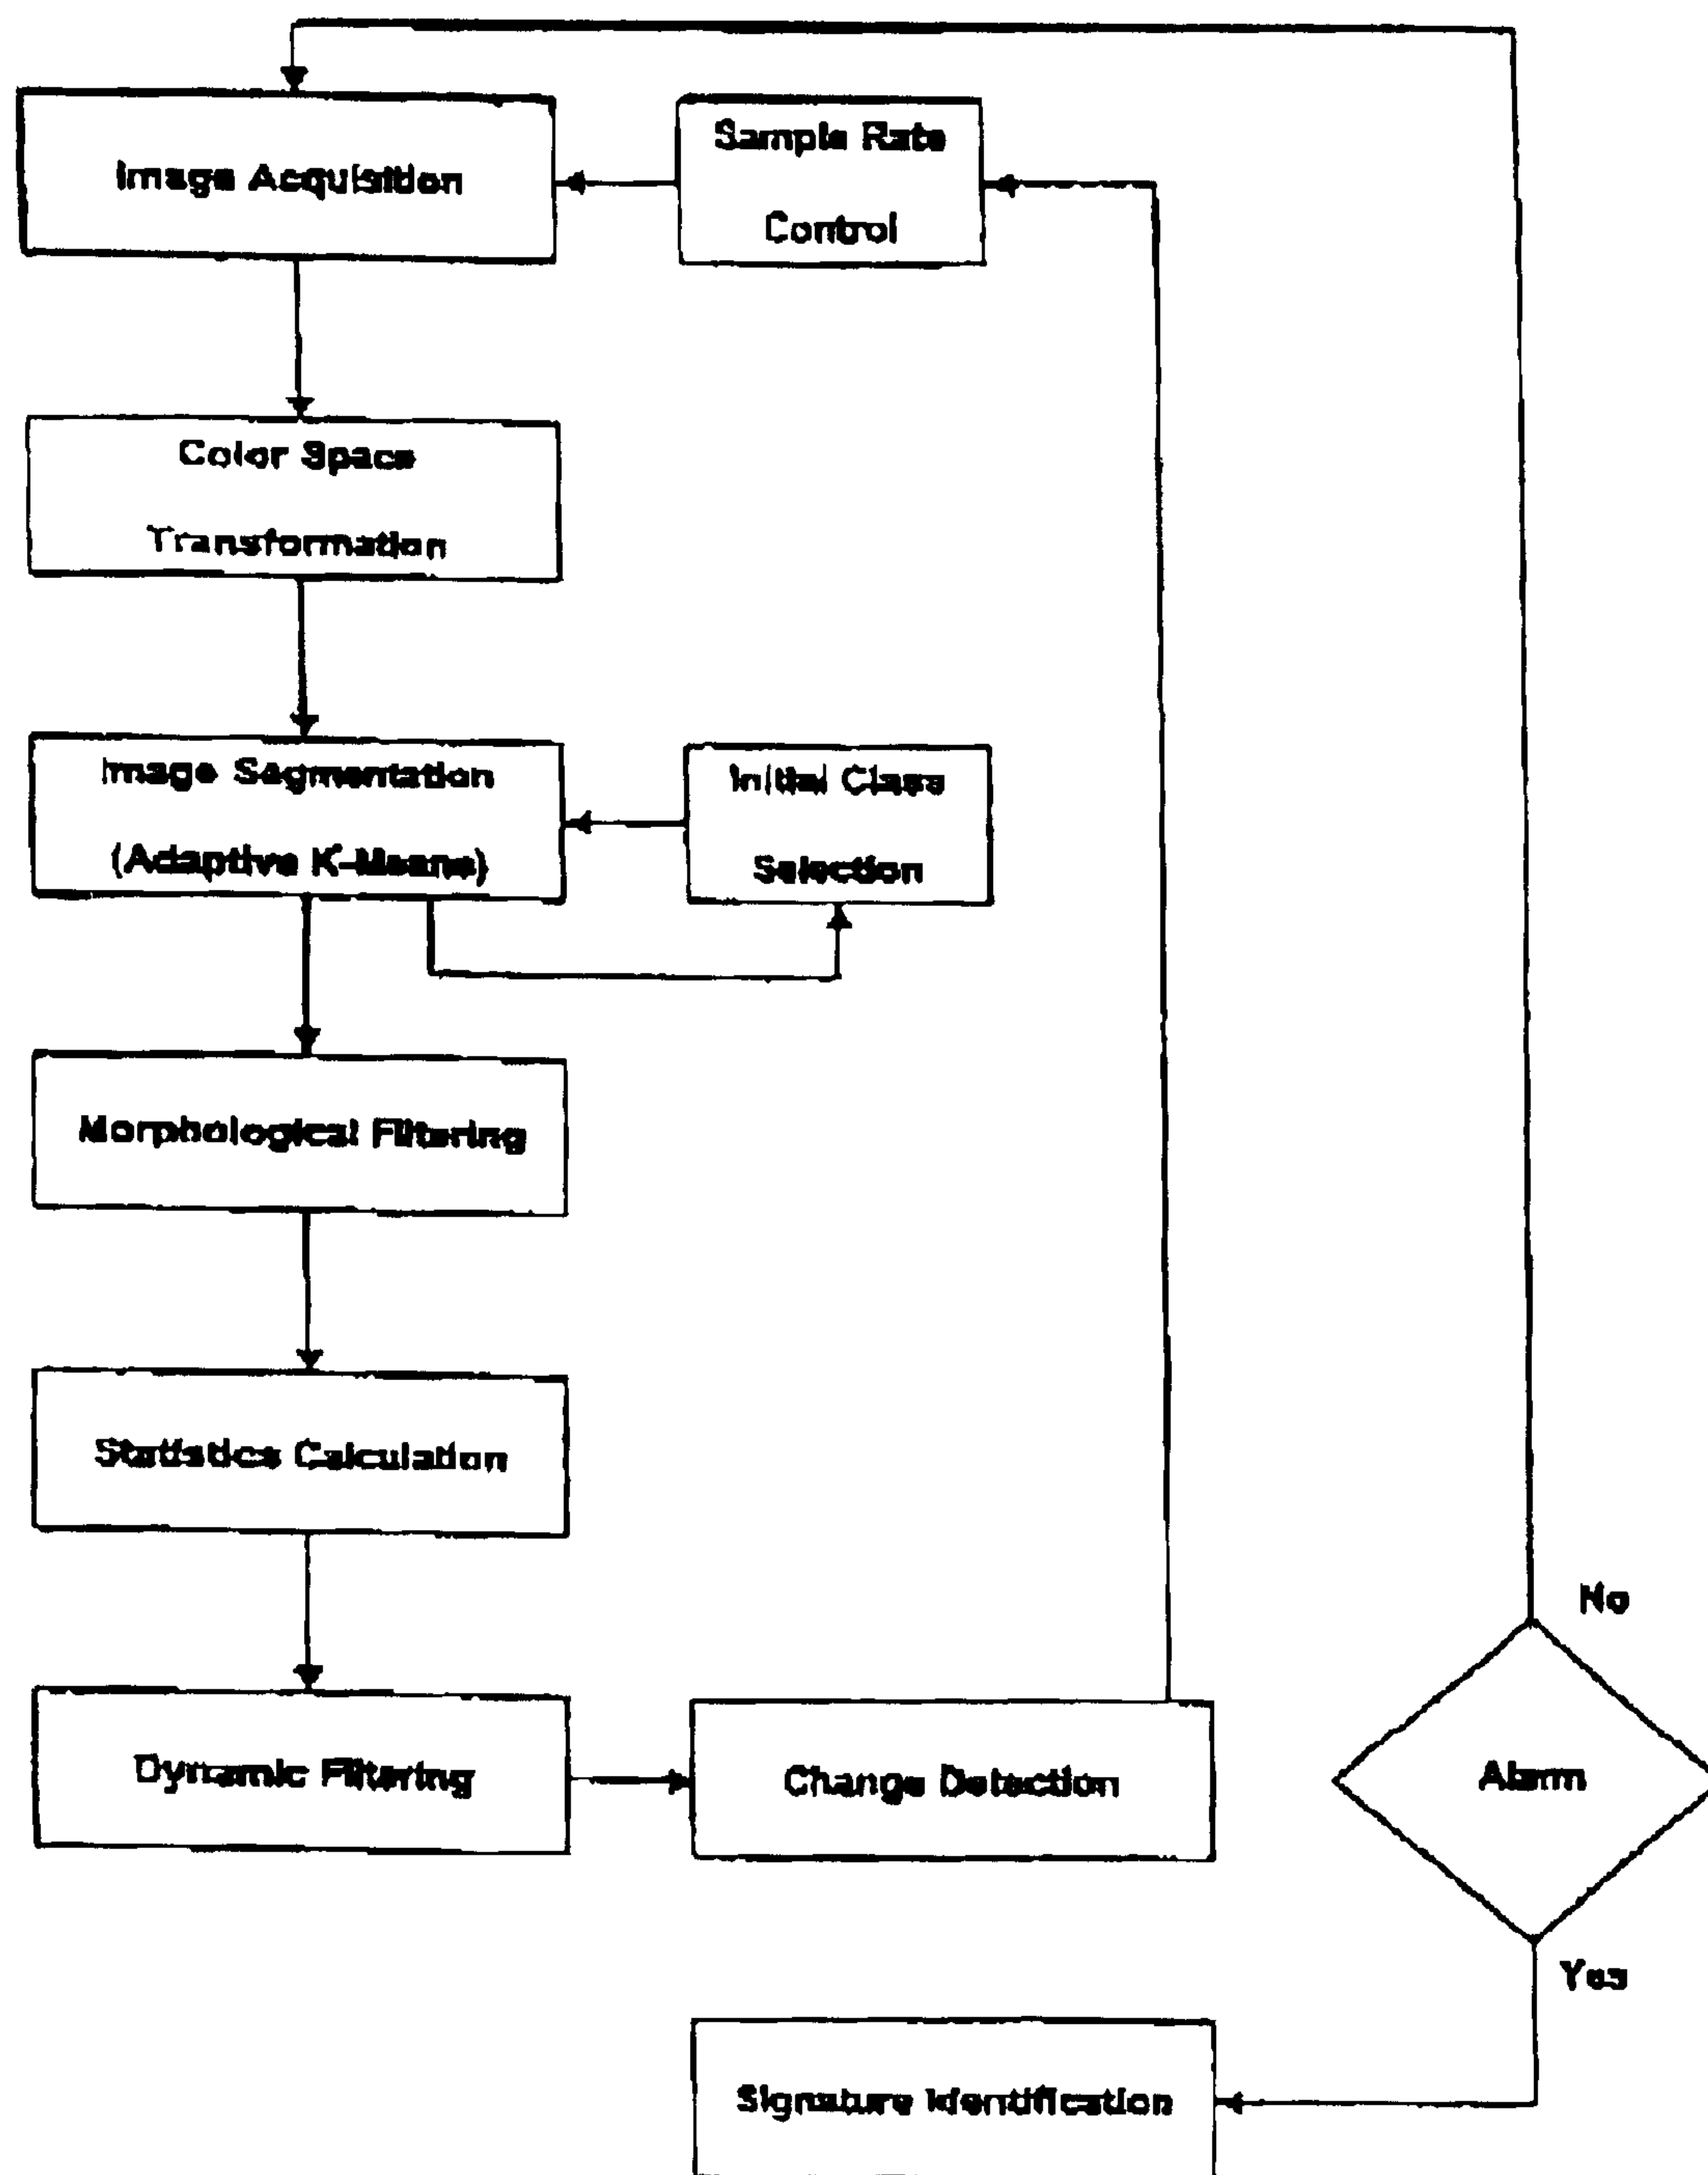 Image Acquisition
Sample Rate
Control
Color Space
Transformation
Image Segmentation
(Adaptive K-Means)
Initial Class
Selection
Morphological Filtering
Statistics Calculation
Dynamic Filtering
Change Detection
No
Alarm
Yes
Signature Identification